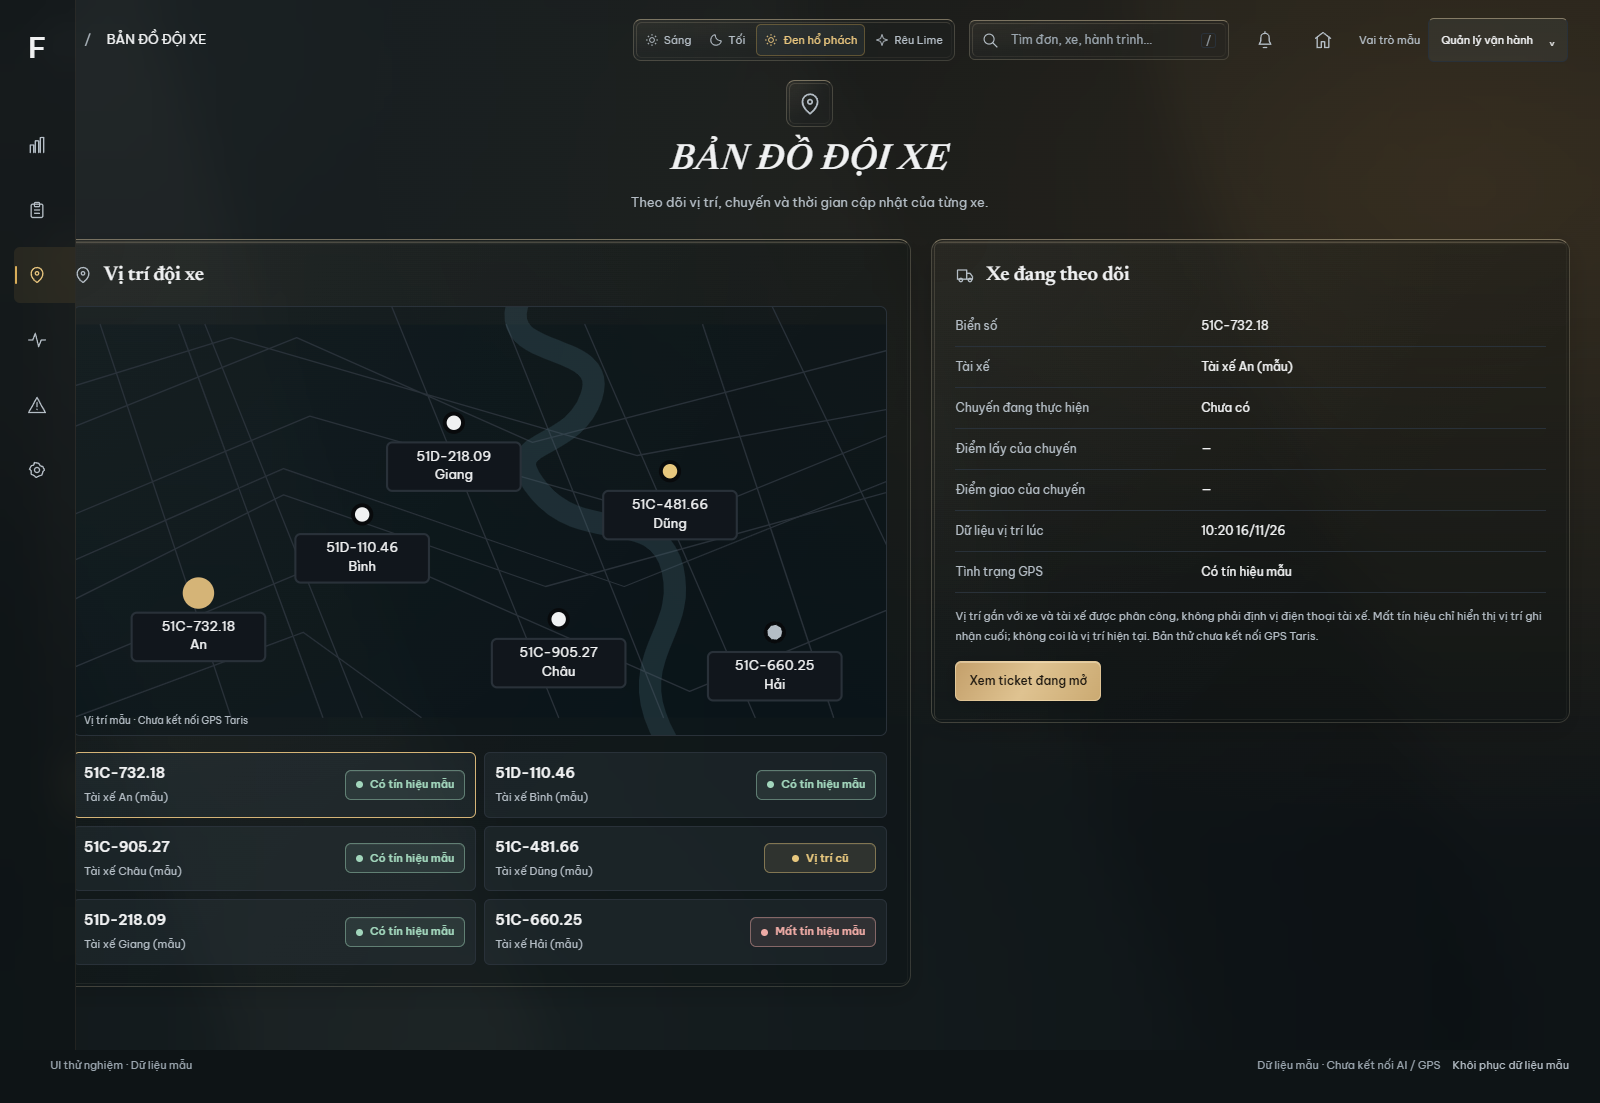 F
/ BẢN ĐỒ ĐỘI XE
Sáng
Tối
Đen hổ phách
Rêu Lime
Tìm đơn, xe, hành trình...
/
Vai trò mẫu
Quản lý vận hành
BẢN ĐỒ ĐỘI XE
Theo dõi vị trí, chuyến và thời gian cập nhật của từng xe.
Vị trí đội xe
51D-218.09
Giang
51C-481.66
Dũng
51D-110.46
Bình
51C-732.18
An
51C-905.27
Châu
51C-660.25
Hải
Vị trí mẫu · Chưa kết nối GPS Taris
51C-732.18
Tài xế An (mẫu)
Có tín hiệu mẫu
51D-110.46
Tài xế Bình (mẫu)
Có tín hiệu mẫu
51C-905.27
Tài xế Châu (mẫu)
Có tín hiệu mẫu
51C-481.66
Tài xế Dũng (mẫu)
Vị trí cũ
51D-218.09
Tài xế Giang (mẫu)
Có tín hiệu mẫu
51C-660.25
Tài xế Hải (mẫu)
Mất tín hiệu mẫu
Xe đang theo dõi
Biển số 51C-732.18
Tài xế Tài xế An (mẫu)
Chuyến đang thực hiện Chưa có
Điểm lấy của chuyến —
Điểm giao của chuyến —
Dữ liệu vị trí lúc 10:20 16/11/26
Tình trạng GPS Có tín hiệu mẫu
Vị trí gắn với xe và tài xế được phân công, không phải định vị điện thoại tài xế. Mất tín hiệu chỉ hiển thị vị trí ghi
nhận cuối; không coi là vị trí hiện tại. Bản thử chưa kết nối GPS Taris.
Xem ticket đang mở
UI thử nghiệm · Dữ liệu mẫu
Dữ liệu mẫu · Chưa kết nối AI / GPS
Khôi phục dữ liệu mẫu